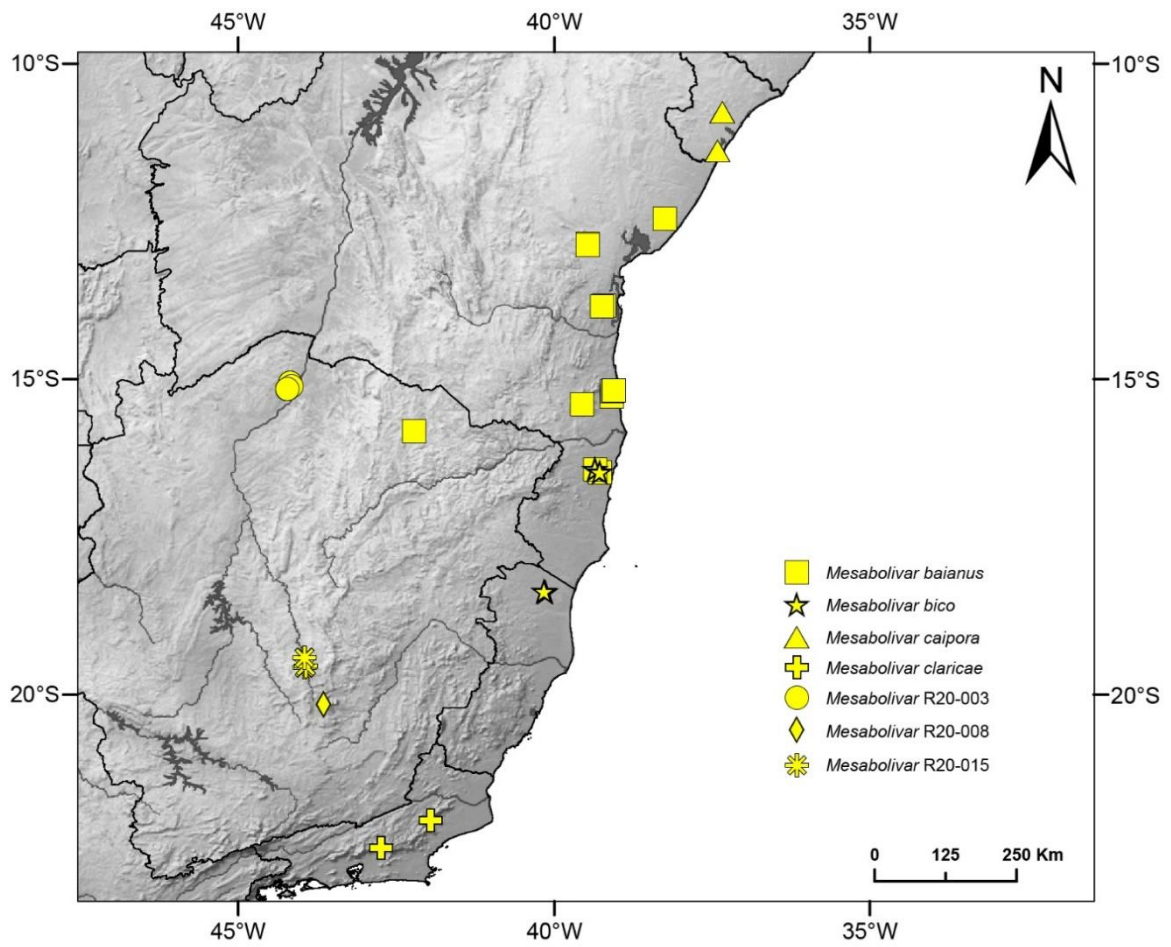 45°W 40°W 35°W
10°S 10°S
N
15°S 15°S
Mesabolivar baianus
Mesabolivar bico
Mesabolivar caipora
Mesabolivar claricae
20°S 20°S
Mesabolivar R20-003
Mesabolivar R20-008
Mesabolivar R20-015
0 125 250 Km
45°W 40°W 35°W